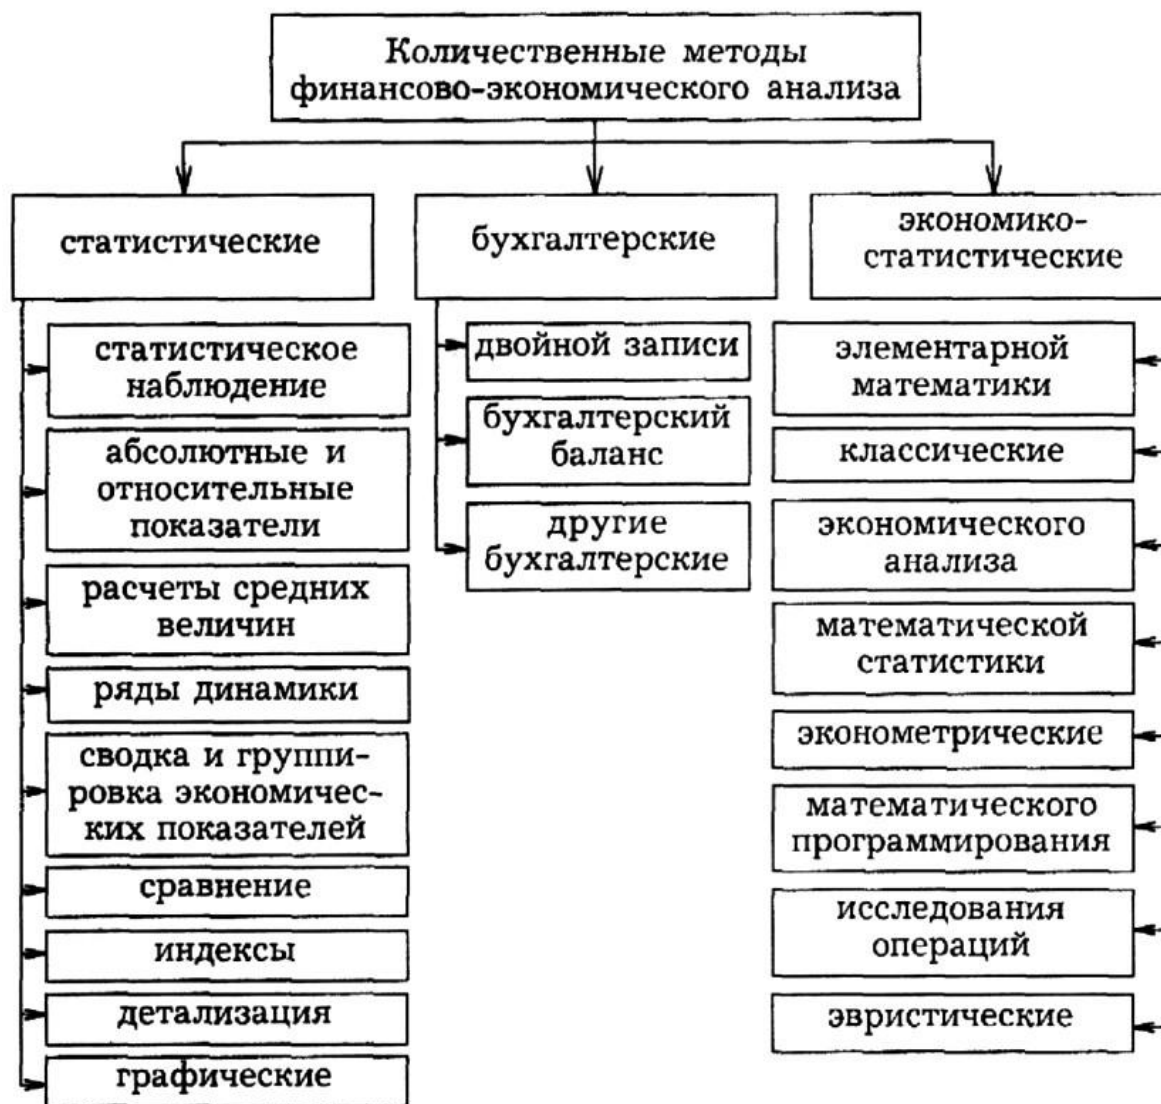 Количественные методы
финансово-экономического анализа
статистические
бухгалтерские
экономико-
статистические
статистическое
наблюдение
абсолютные и
относительные
показатели
расчеты средних
величин
ряды динамики
сводка и группи-
ровка экономичес-
ких показателей
сравнение
индексы
детализация
графические
двойной записи
бухгалтерский
баланс
другие
бухгалтерские
элементарной
математики
классические
экономического
анализа
математической
статистики
эконометрические
математического
программирования
исследования
операций
эвристические